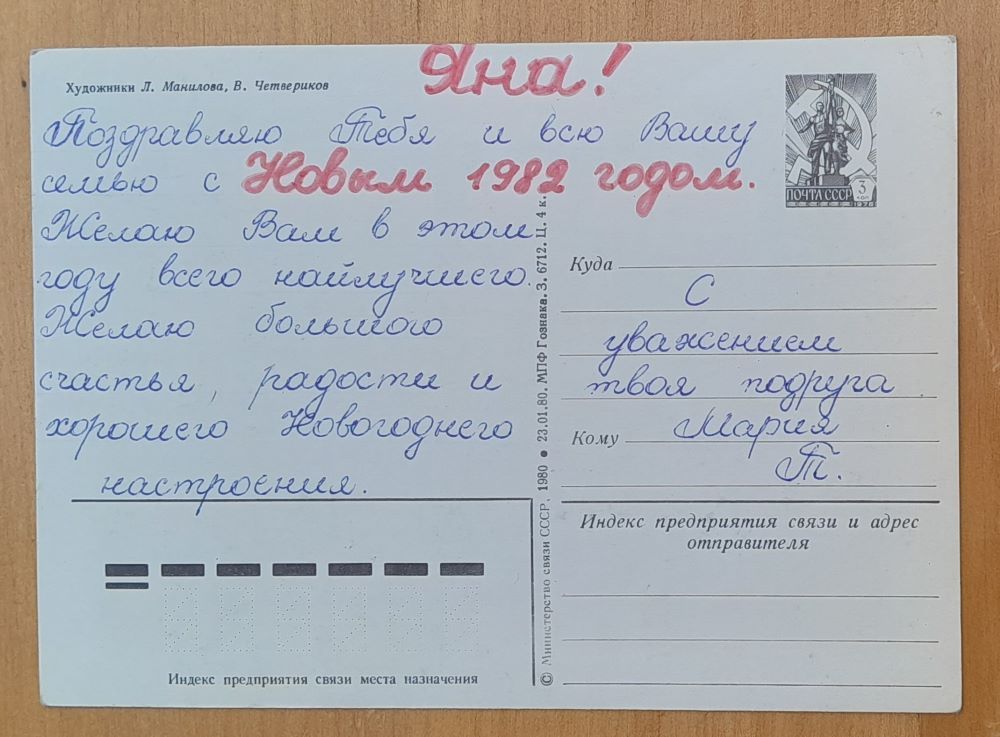 Яна!
Художники Л. Манилова, В. Четвериков
Поздравляю Тебя и всю Вашу
семью с Новым 1982 годом.
Желаю Вам в этом
году всего найлучшего.
Желаю большого
счастья, радости и
хорошего Новогоднего
настроения.
ПОЧТА СССР 3 КОП
1976
Куда
С
уважением
твоя подруга
Кому Мария
Т.
Индекс предприятия связи и адрес
отправителя
© Министерство связи СССР, 1980 • 23.01.80. МПФ Гознака. З. 6712. Ц. 4 к.
Индекс предприятия связи места назначения